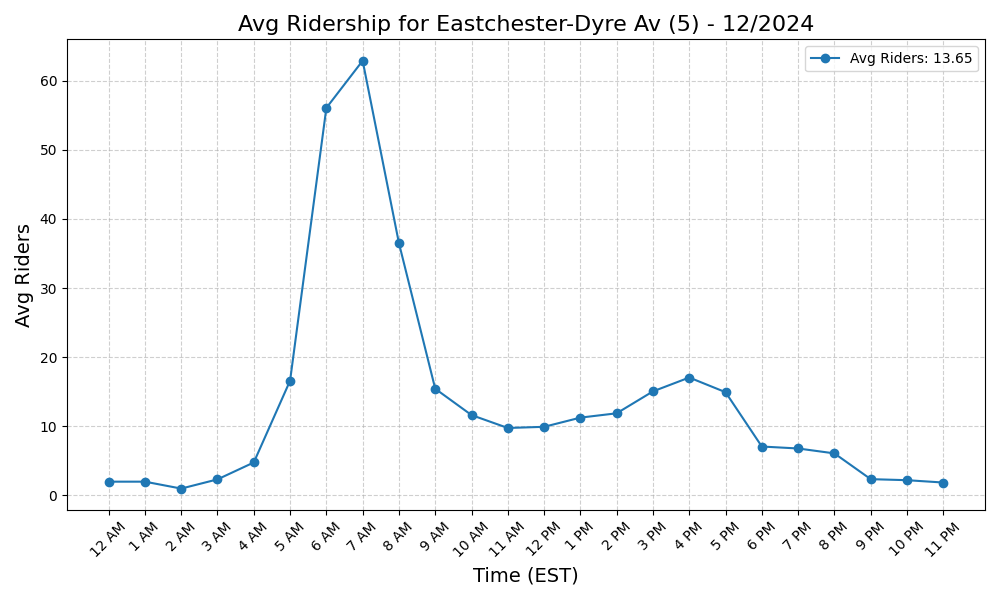 Avg Ridership for Eastchester-Dyre Av (5) - 12/2024
Avg Riders: 13.65
Avg Riders
60
50
40
30
20
10
0
12 AM
1 AM
2 AM
3 AM
4 AM
5 AM
6 AM
7 AM
8 AM
9 AM
10 AM
11 AM
12 PM
1 PM
2 PM
3 PM
4 PM
5 PM
6 PM
7 PM
8 PM
9 PM
10 PM
11 PM
Time (EST)